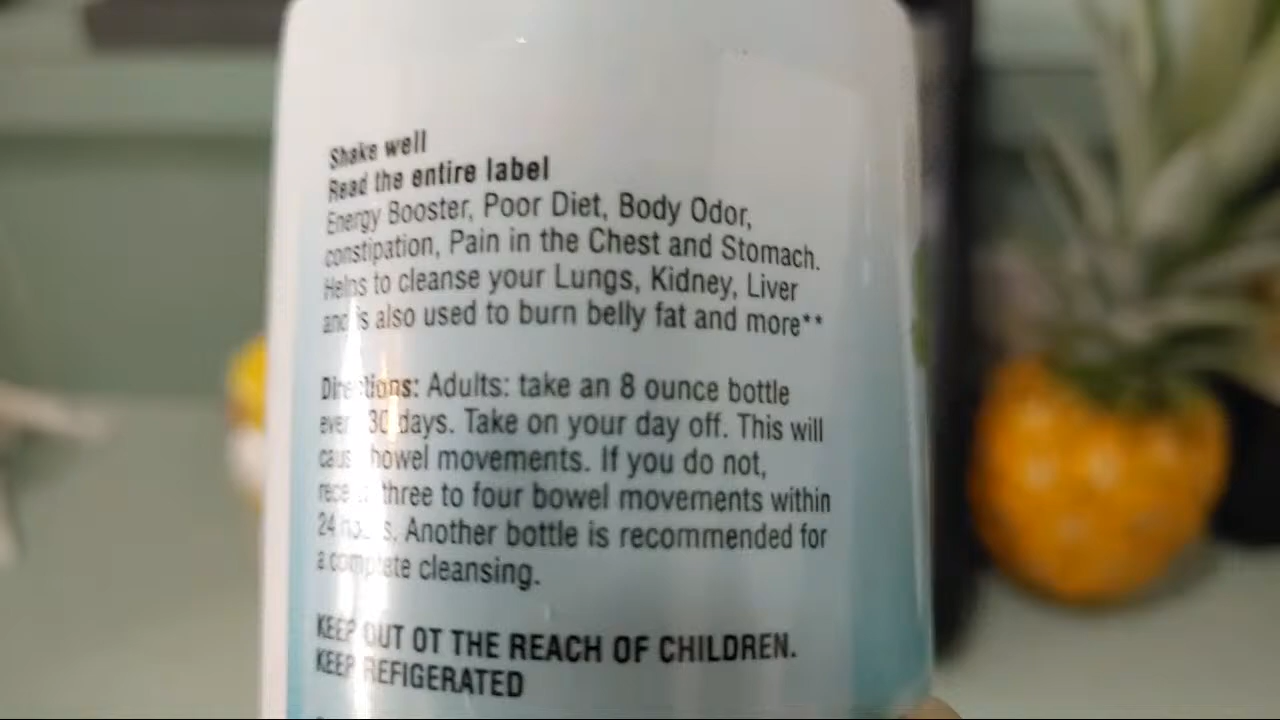 Shake well
Read the entire label
Energy Booster, Poor Diet, Body Odor,
constipation, Pain in the Chest and Stomach.
Helps to cleanse your Lungs, Kidney, Liver
and is also used to burn belly fat and more**
Directions: Adults: take an 8 ounce bottle
every 30 days. Take on your day off. This will
cause bowel movements. If you do not,
three to four bowel movements within
24 hours. Another bottle is recommended for
a complete cleansing.
KEEP OUT OT THE REACH OF CHILDREN.
KEEP REFIGERATED